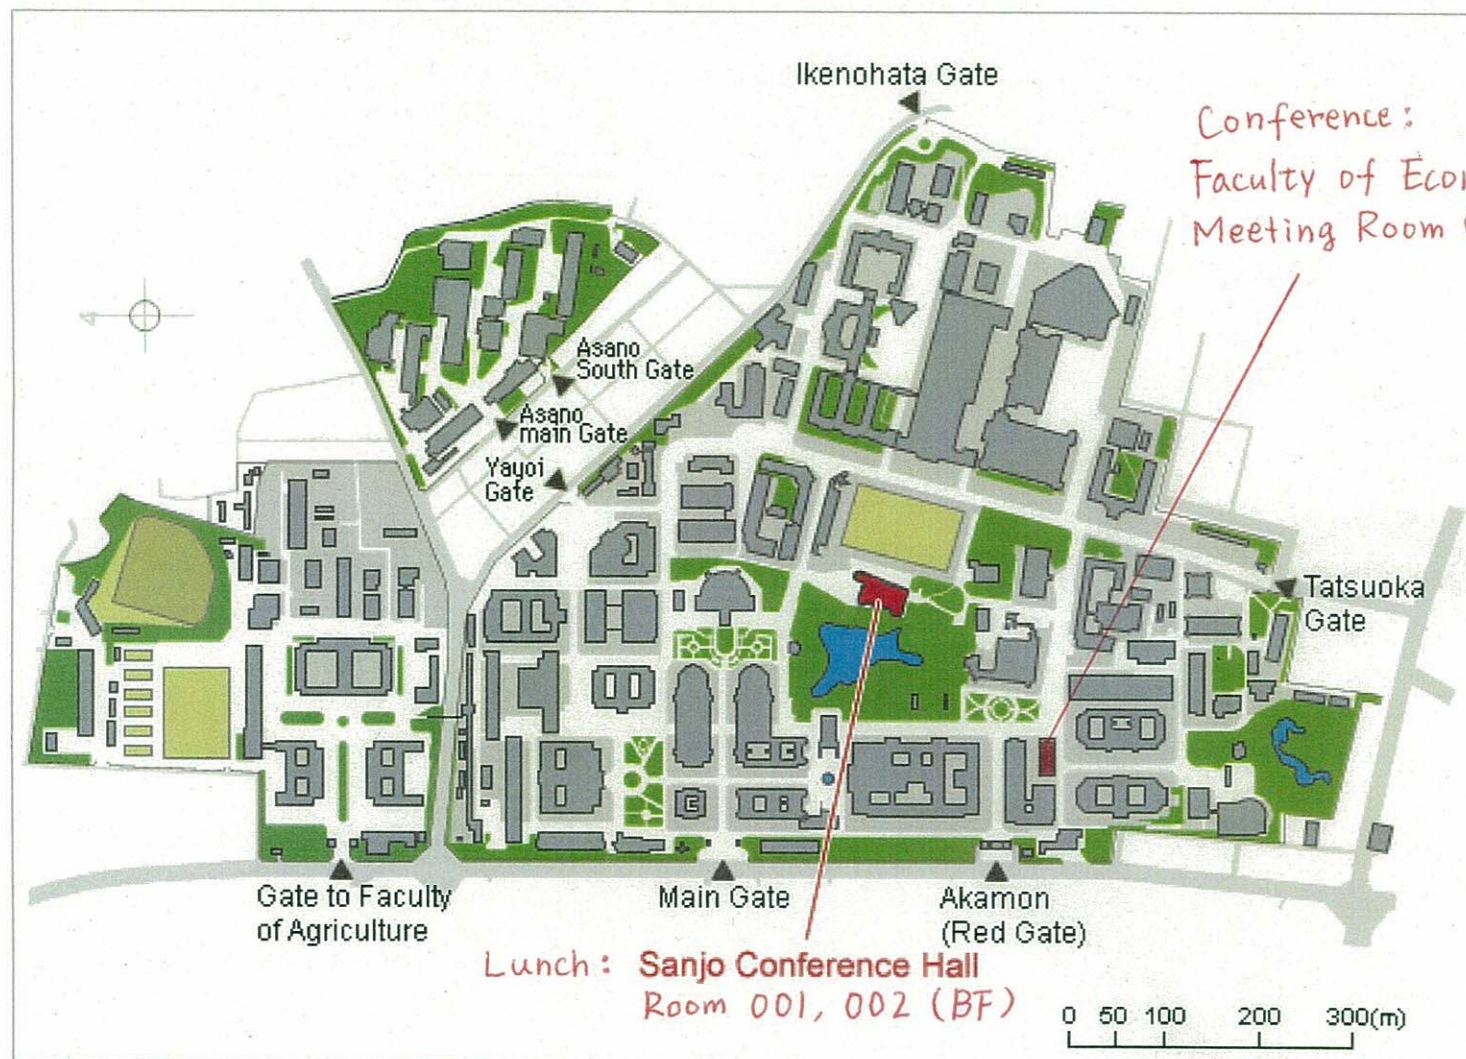 Ikenohata Gate
Conference:
Faculty of
Meeting Room
Asano
South Gate
Asano
main Gate
Yayoi
Gate
Tatsuoka
Gate
Gate to Faculty
of Agriculture
Main Gate
Akamon
(Red Gate)
Lunch: Sanjo Conference Hall
Room 001, 002 (BF)
0 50 100 200 300(m)